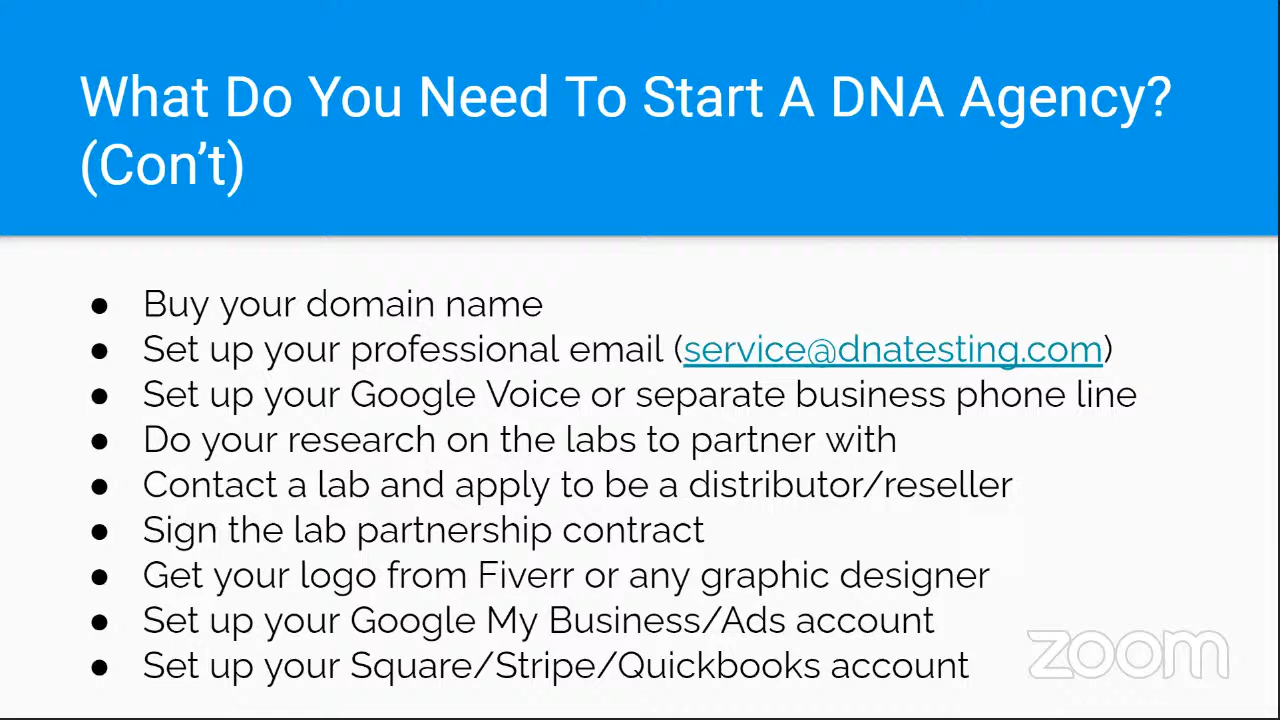 What Do You Need To Start A DNA Agency?
(Con't)
● Buy your domain name
● Set up your professional email (service@dnatesting.com)
● Set up your Google Voice or separate business phone line
● Do your research on the labs to partner with
● Contact a lab and apply to be a distributor/reseller
● Sign the lab partnership contract
● Get your logo from Fiverr or any graphic designer
● Set up your Google My Business/Ads account
● Set up your Square/Stripe/Quickbooks account
zoom